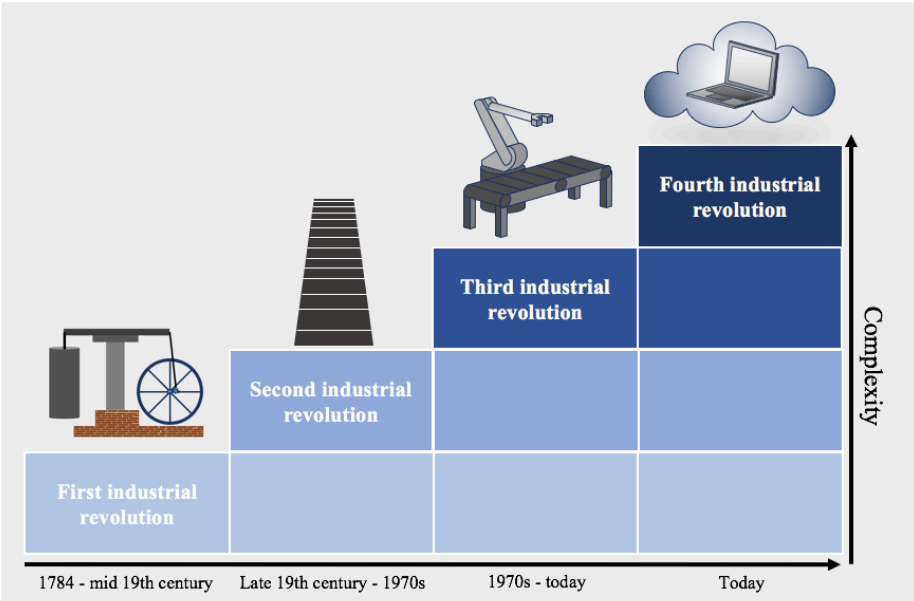 Fourth industrial
revolution
Third industrial
revolution
Second industrial
revolution
First industrial
revolution
Complexity
1784 - mid 19th century
Late 19th century - 1970s
1970s - today
Today